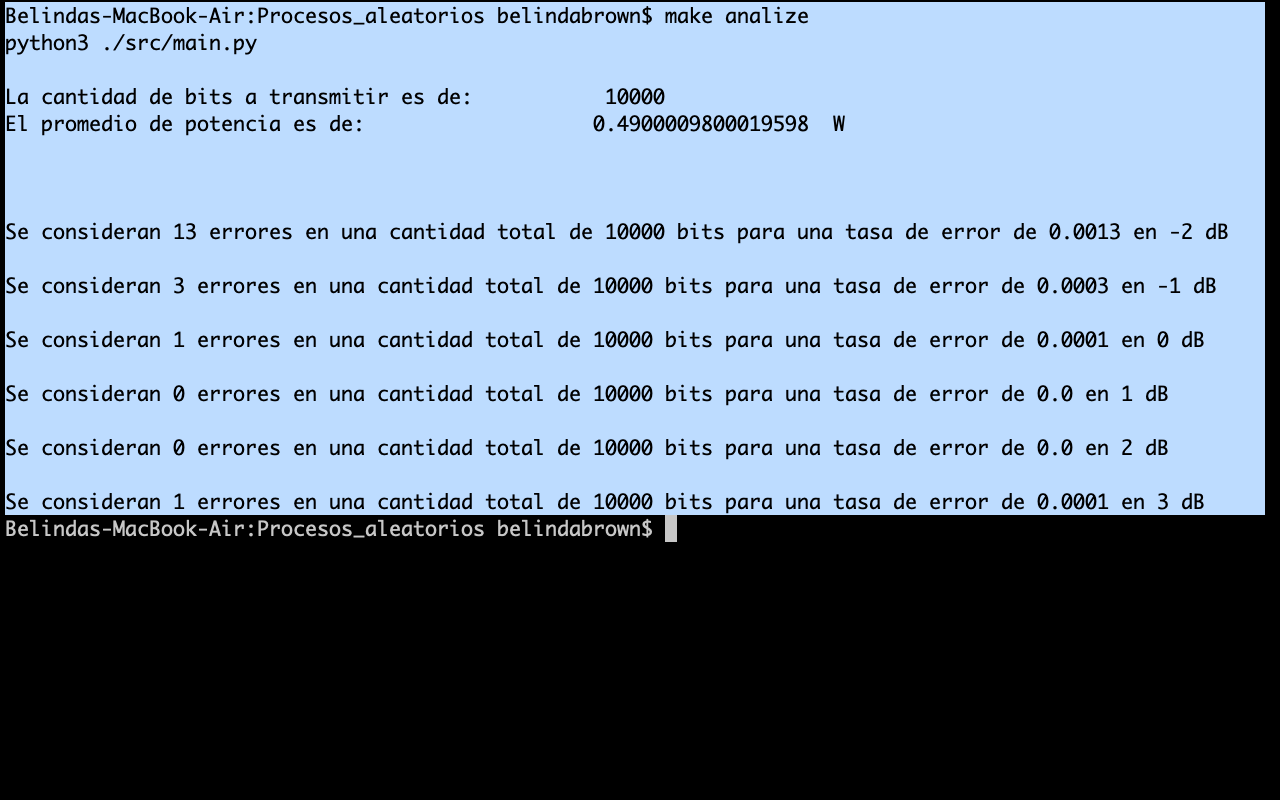 Belindas-MacBook-Air:Procesos_aleatorios belindabrown$ make analize
python3 ./src/main.py
La cantidad de bits a transmitir es de: 10000
El promedio de potencia es de: 0.4900009800019598 W
Se consideran 13 errores en una cantidad total de 10000 bits para una tasa de error de 0.0013 en -2 dB
Se consideran 3 errores en una cantidad total de 10000 bits para una tasa de error de 0.0003 en -1 dB
Se consideran 1 errores en una cantidad total de 10000 bits para una tasa de error de 0.0001 en 0 dB
Se consideran 0 errores en una cantidad total de 10000 bits para una tasa de error de 0.0 en 1 dB
Se consideran 0 errores en una cantidad total de 10000 bits para una tasa de error de 0.0 en 2 dB
Se consideran 1 errores en una cantidad total de 10000 bits para una tasa de error de 0.0001 en 3 dB
Belindas-MacBook-Air:Procesos_aleatorios belindabrown$